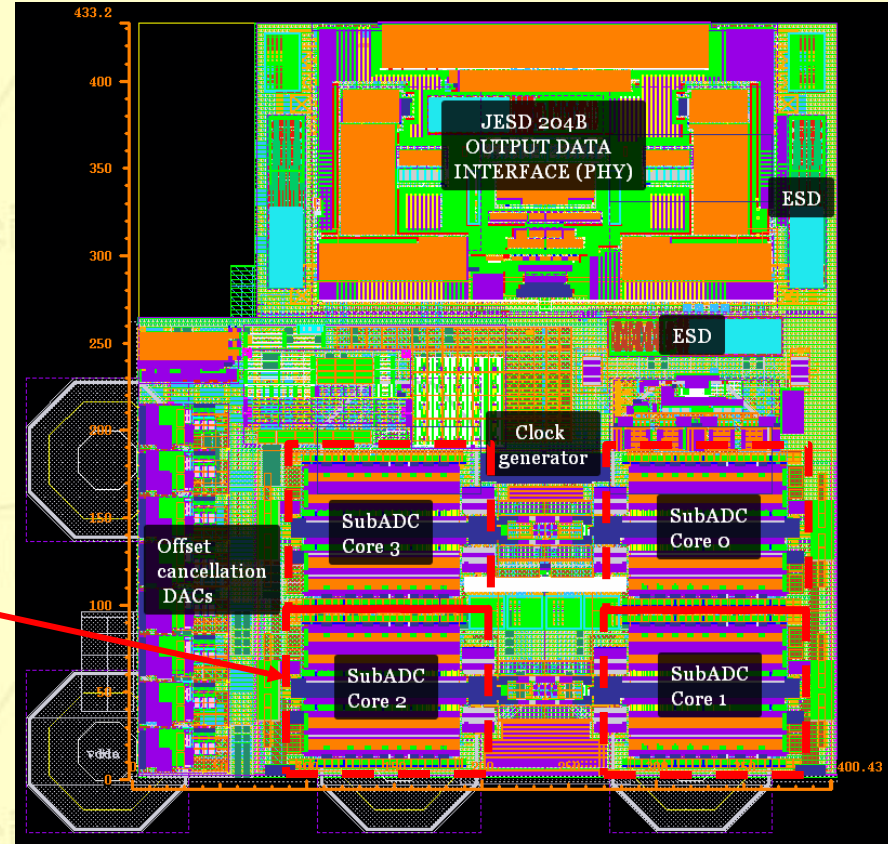 433.2
400
JESD 204B
OUTPUT DATA
INTERFACE (PHY)
350
ESD
300
ESD
250
200
Clock
generator
150
SubADC
Core 3
SubADC
Core 0
Offset
cancellation
DACs
100
SubADC
Core 2
SubADC
Core 1
50
vdda
0
400.43